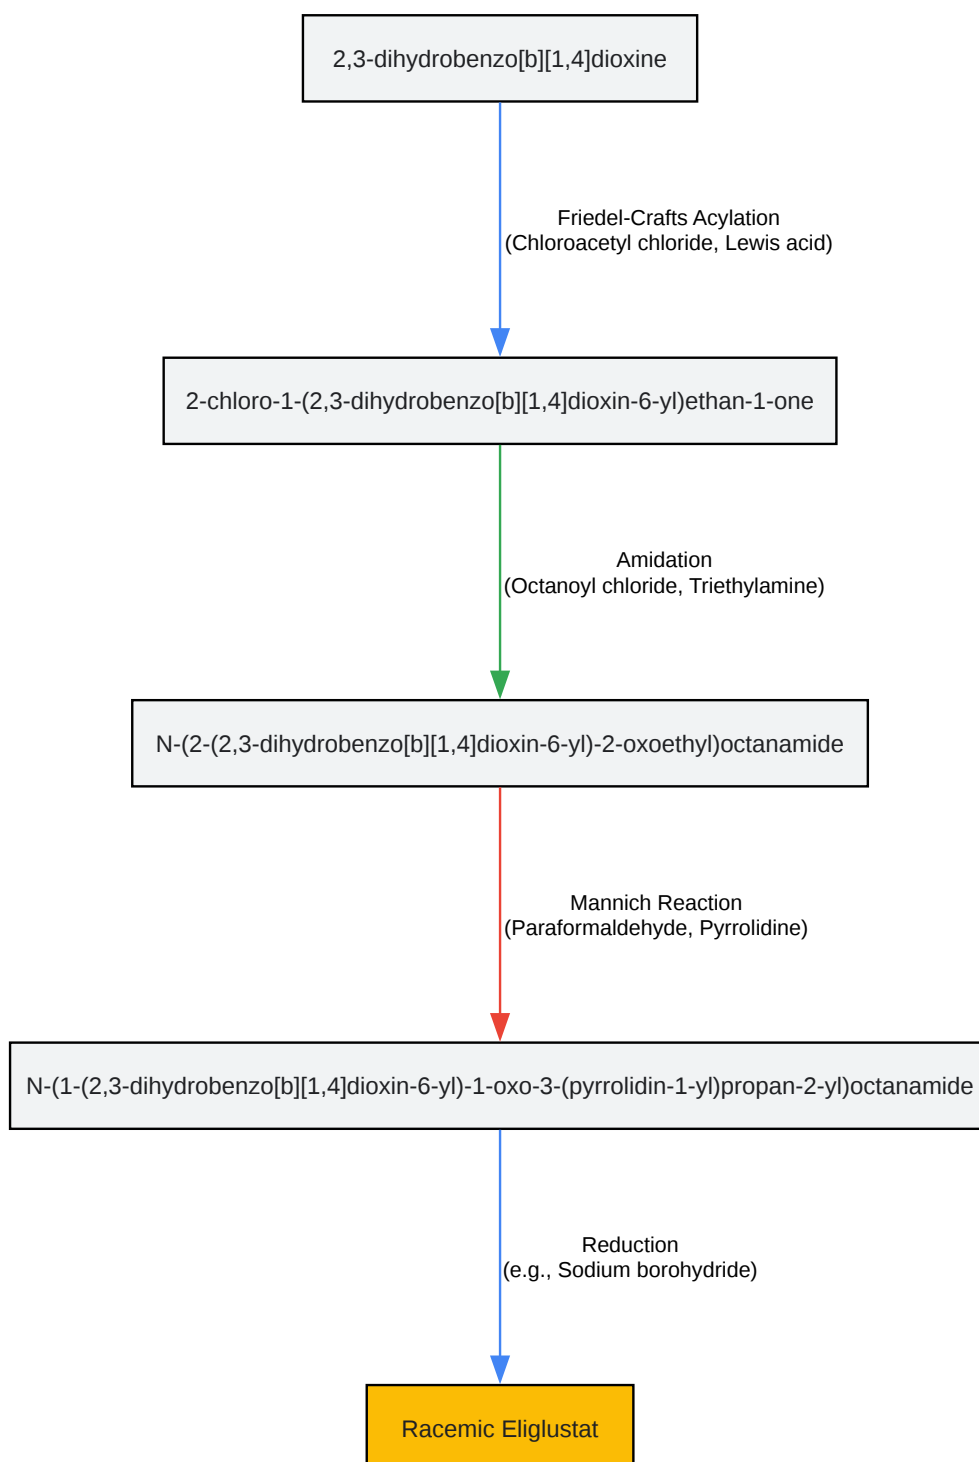 2,3-dihydrobenzo[b][1,4]dioxine
Friedel-Crafts Acylation
(Chloroacetyl chloride, Lewis acid)
2-chloro-1-(2,3-dihydrobenzo[b][1,4]dioxin-6-yl)ethan-1-one
Amidation
(Octanoyl chloride, Triethylamine)
N-(2-(2,3-dihydrobenzo[b][1,4]dioxin-6-yl)-2-oxoethyl)octanamide
Mannich Reaction
(Paraformaldehyde, Pyrrolidine)
N-(1-(2,3-dihydrobenzo[b][1,4]dioxin-6-yl)-1-oxo-3-(pyrrolidin-1-yl)propan-2-yl)octanamide
Reduction
(e.g., Sodium borohydride)
Racemic Eliglustat